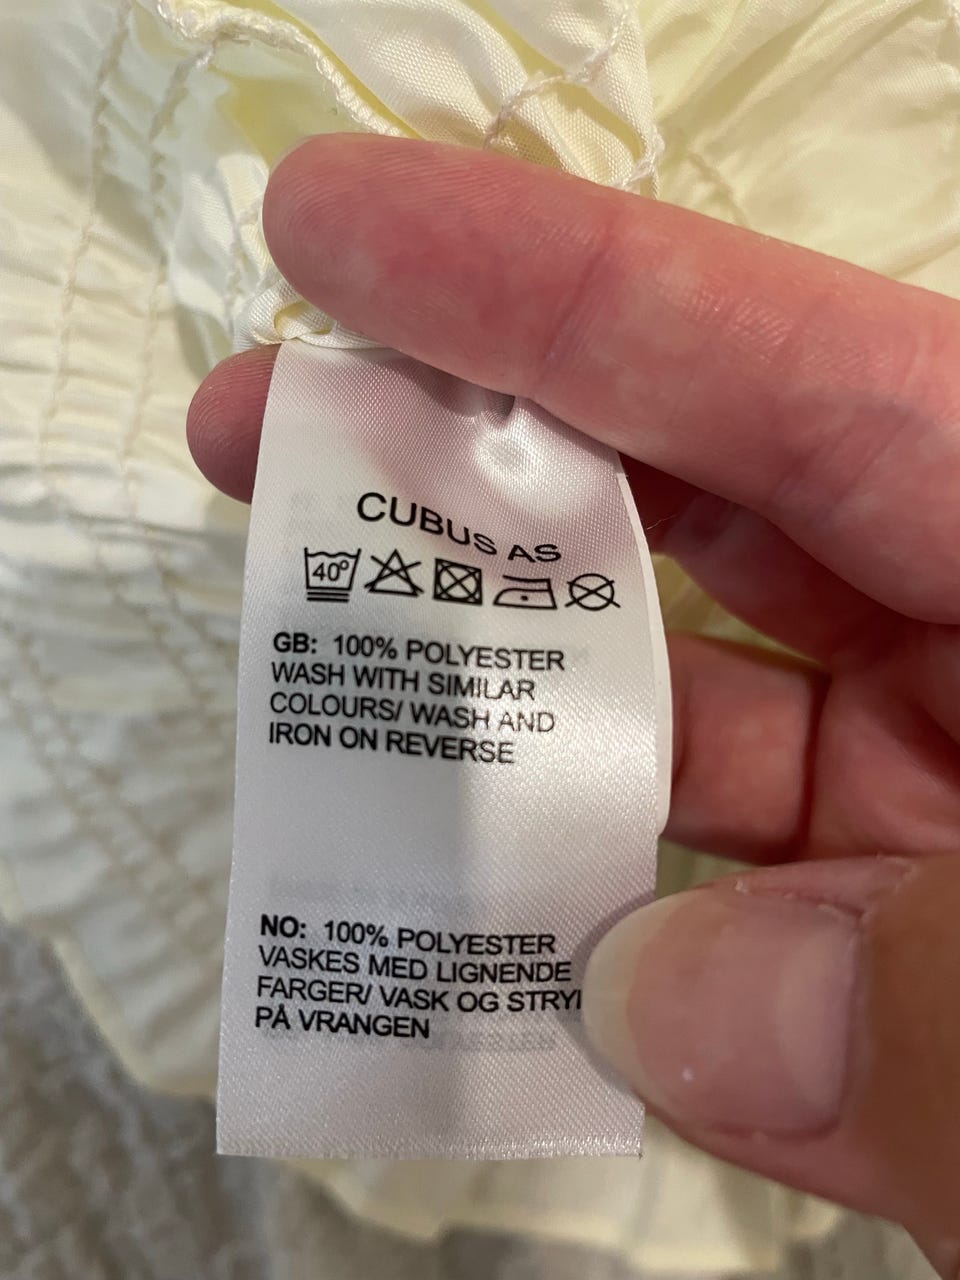 CUBUS AS
40°
GB: 100% POLYESTER
WASH WITH SIMILAR
COLOURS/ WASH AND
IRON ON REVERSE
NO: 100% POLYESTER
VASKES MED LIGNENDE
FARGER/ VASK OG
PÅ VRANGEN